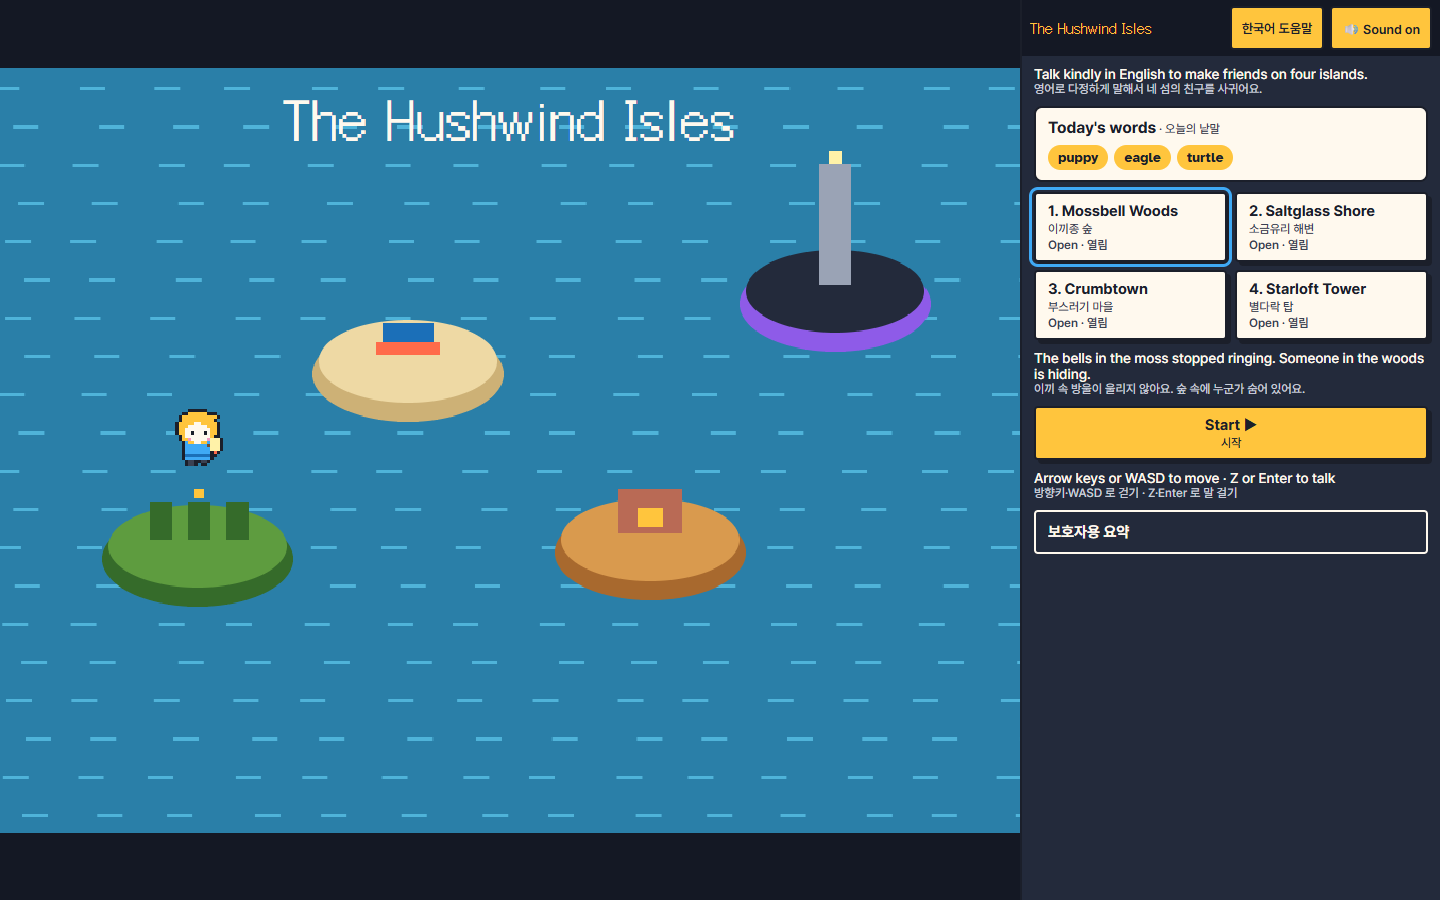 The Hushwind Isles
The Hushwind Isles
한국어 도움말
Sound on
Talk kindly in English to make friends on four islands.
영어로 다정하게 말해서 네 섬의 친구를 사귀어요.
Today's words · 오늘의 낱말
puppy eagle turtle
1. Mossbell Woods
이끼종 숲
Open · 열림
2. Saltglass Shore
소금유리 해변
Open · 열림
3. Crumbtown
부스러기 마을
Open · 열림
4. Starloft Tower
별다락 탑
Open · 열림
The bells in the moss stopped ringing. Someone in the woods
is hiding.
이끼 속 방울이 울리지 않아요. 숲 속에 누군가 숨어 있어요.
Start ▶
시작
Arrow keys or WASD to move · Z or Enter to talk
방향키·WASD 로 걷기 · Z·Enter 로 말 걸기
보호자용 요약